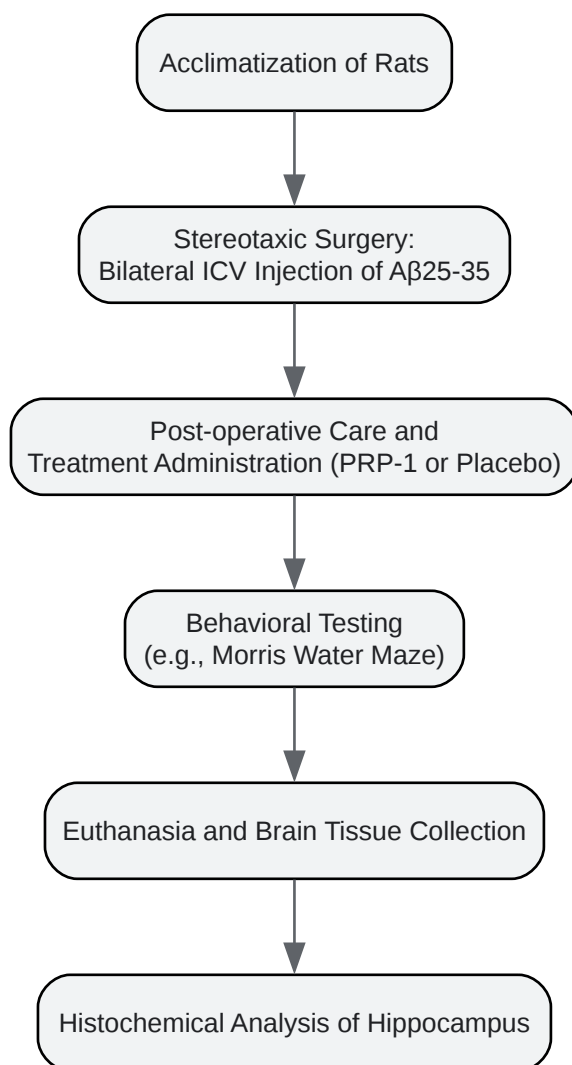 Acclimatization of Rats
Stereotaxic Surgery:
Bilateral ICV Injection of Aβ25-35
Post-operative Care and
Treatment Administration (PRP-1 or Placebo)
Behavioral Testing
(e.g., Morris Water Maze)
Euthanasia and Brain Tissue Collection
Histochemical Analysis of Hippocampus